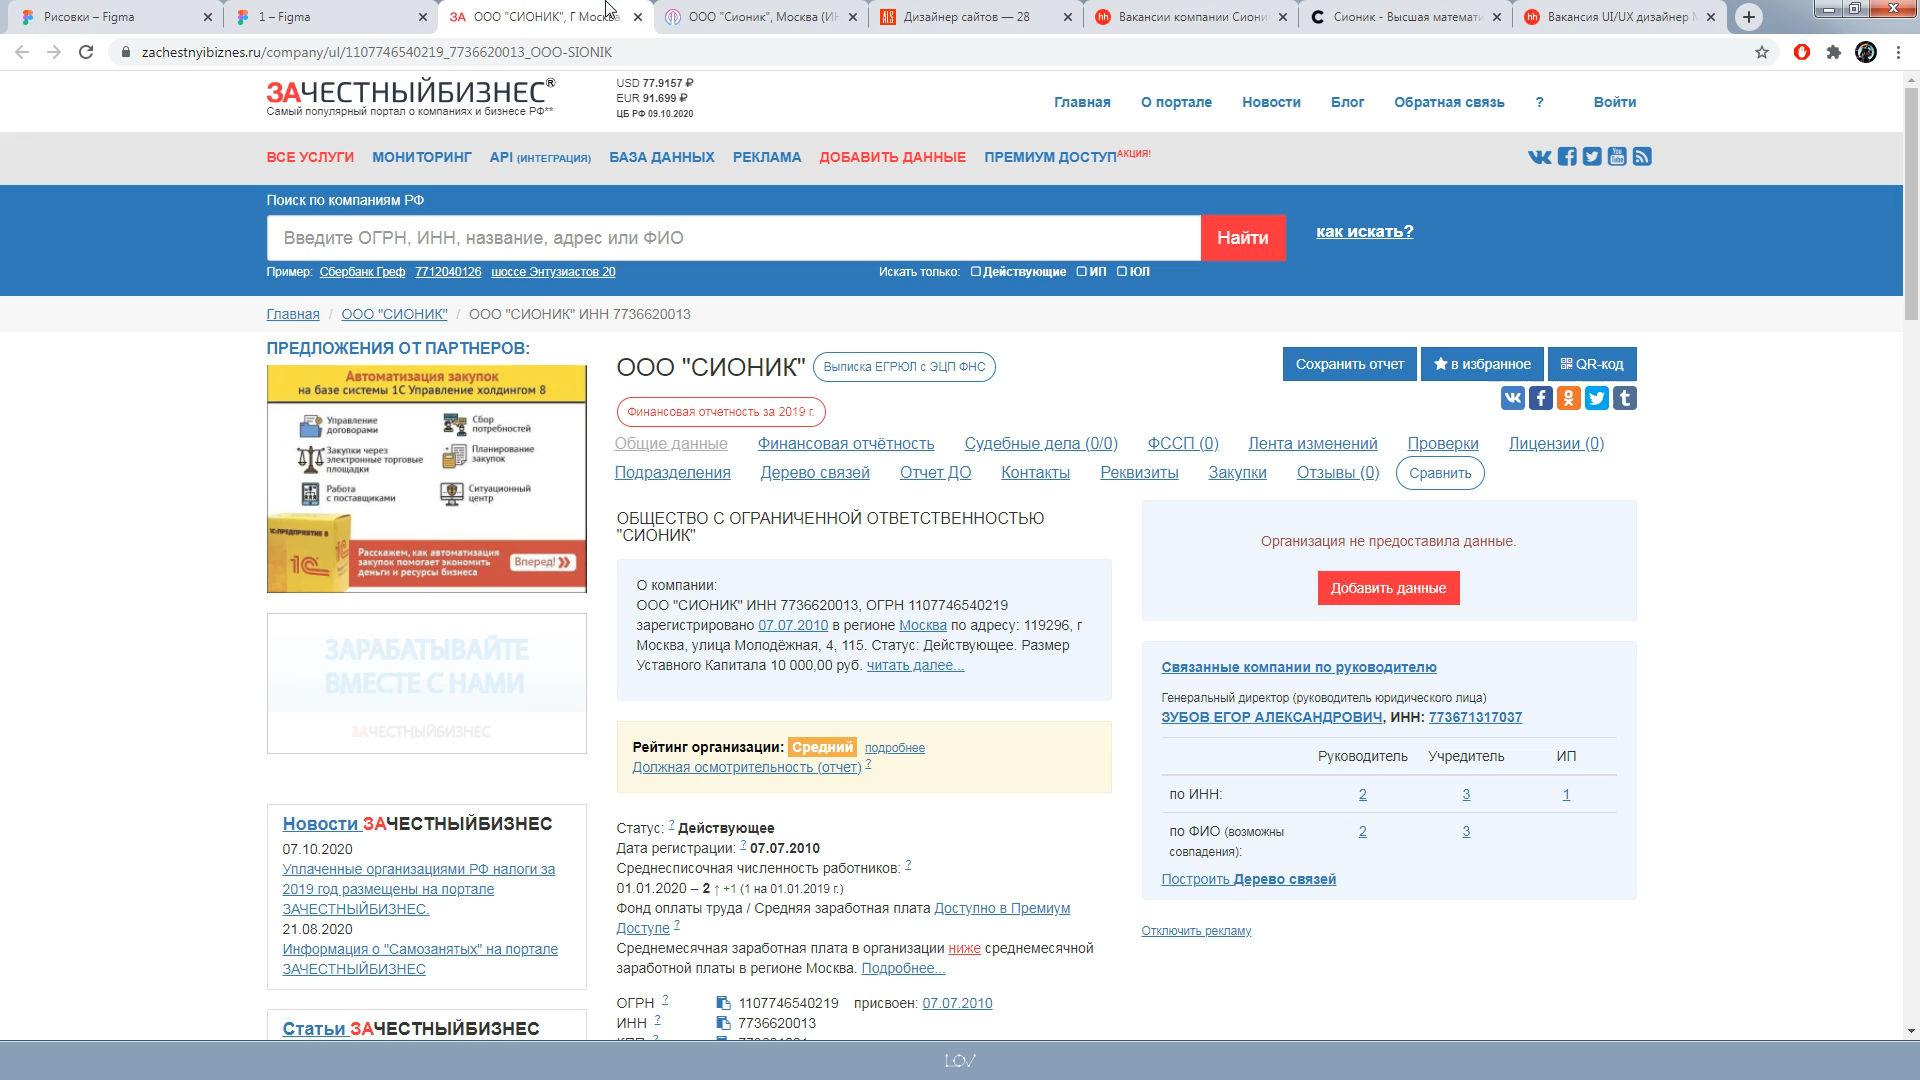 Рисовки – Figma
1 – Figma
ООО "СИОНИК", Г Москва
ООО "Сионик", Москва (ИН
Дизайнер сайтов — 28
Вакансии компании Сиони
Сионик - Высшая математи
Вакансия UI/UX дизайнер
zachestnyibiznes.ru/company/ul/1107746540219_7736620013_OOO-SIONIK
ЗАЧЕСТНЫЙБИЗНЕС®
Самый популярный портал о компаниях и бизнесе РФ**
USD 77.9157 ₽
EUR 91.699 ₽
ЦБ РФ 09.10.2020
Главная О портале Новости Блог Обратная связь ? Войти
ВСЕ УСЛУГИ МОНИТОРИНГ API (ИНТЕГРАЦИЯ) БАЗА ДАННЫХ РЕКЛАМА ДОБАВИТЬ ДАННЫЕ ПРЕМИУМ ДОСТУП АКЦИЯ!
Поиск по компаниям РФ
Введите ОГРН, ИНН, название, адрес или ФИО
Найти
как искать?
Пример: Сбербанк Греф 7712040126 шоссе Энтузиастов 20
Искать только: Действующие ИП ЮЛ
Главная / ООО "СИОНИК" / ООО "СИОНИК" ИНН 7736620013
ПРЕДЛОЖЕНИЯ ОТ ПАРТНЕРОВ:
Автоматизация закупок
на базе системы 1С Управление холдингом 8
Управление
договорами
Сбор
потребностей
Закупки через
электронные торговые
площадки
Планирование
закупок
Работа
с поставщиками
Ситуационный
центр
1С:ПРЕДПРИЯТИЕ 8
1С
Расскажем, как автоматизация
закупок помогает экономить
деньги и ресурсы бизнеса
Вперед!
ЗАРАБАТЫВАЙТЕ
ВМЕСТЕ С НАМИ
ЗАЧЕСТНЫЙБИЗНЕС
Новости ЗАЧЕСТНЫЙБИЗНЕС
07.10.2020
Уплаченные организациями РФ налоги за
2019 год размещены на портале
ЗАЧЕСТНЫЙБИЗНЕС.
21.08.2020
Информация о "Самозанятых" на портале
ЗАЧЕСТНЫЙБИЗНЕС
Статьи ЗАЧЕСТНЫЙБИЗНЕС
ООО "СИОНИК"
Выписка ЕГРЮЛ с ЭЦП ФНС
Сохранить отчет
в избранное
QR-код
Финансовая отчетность за 2019 г.
Общие данные Финансовая отчётность Судебные дела (0/0) ФССП (0) Лента изменений Проверки Лицензии (0)
Подразделения Дерево связей Отчет ДО Контакты Реквизиты Закупки Отзывы (0) Сравнить
ОБЩЕСТВО С ОГРАНИЧЕННОЙ ОТВЕТСТВЕННОСТЬЮ
"СИОНИК"
О компании:
ООО "СИОНИК" ИНН 7736620013, ОГРН 1107746540219
зарегистрировано 07.07.2010 в регионе Москва по адресу: 119296, г
Москва, улица Молодёжная, 4, 115. Статус: Действующее. Размер
Уставного Капитала 10 000,00 руб. читать далее...
Рейтинг организации: Средний подробнее
Должная осмотрительность (отчет) ?
Статус: ? Действующее
Дата регистрации: ? 07.07.2010
Среднесписочная численность работников: ?
01.01.2020 – 2 ↑ +1 (1 на 01.01.2019 г.)
Фонд оплаты труда / Средняя заработная плата Доступно в Премиум
Доступе ?
Среднемесячная заработная плата в организации ниже среднемесячной
заработной платы в регионе Москва. Подробнее...
ОГРН ? 1107746540219 присвоен: 07.07.2010
ИНН ? 7736620013
Организация не предоставила данные.
Добавить данные
Связанные компании по руководителю
Генеральный директор (руководитель юридического лица)
ЗУБОВ ЕГОР АЛЕКСАНДРОВИЧ, ИНН: 773671317037
Руководитель Учредитель ИП
по ИНН: 2 3 1
по ФИО (возможны 2 3
совпадения):
Построить Дерево связей
Отключить рекламу
LOV